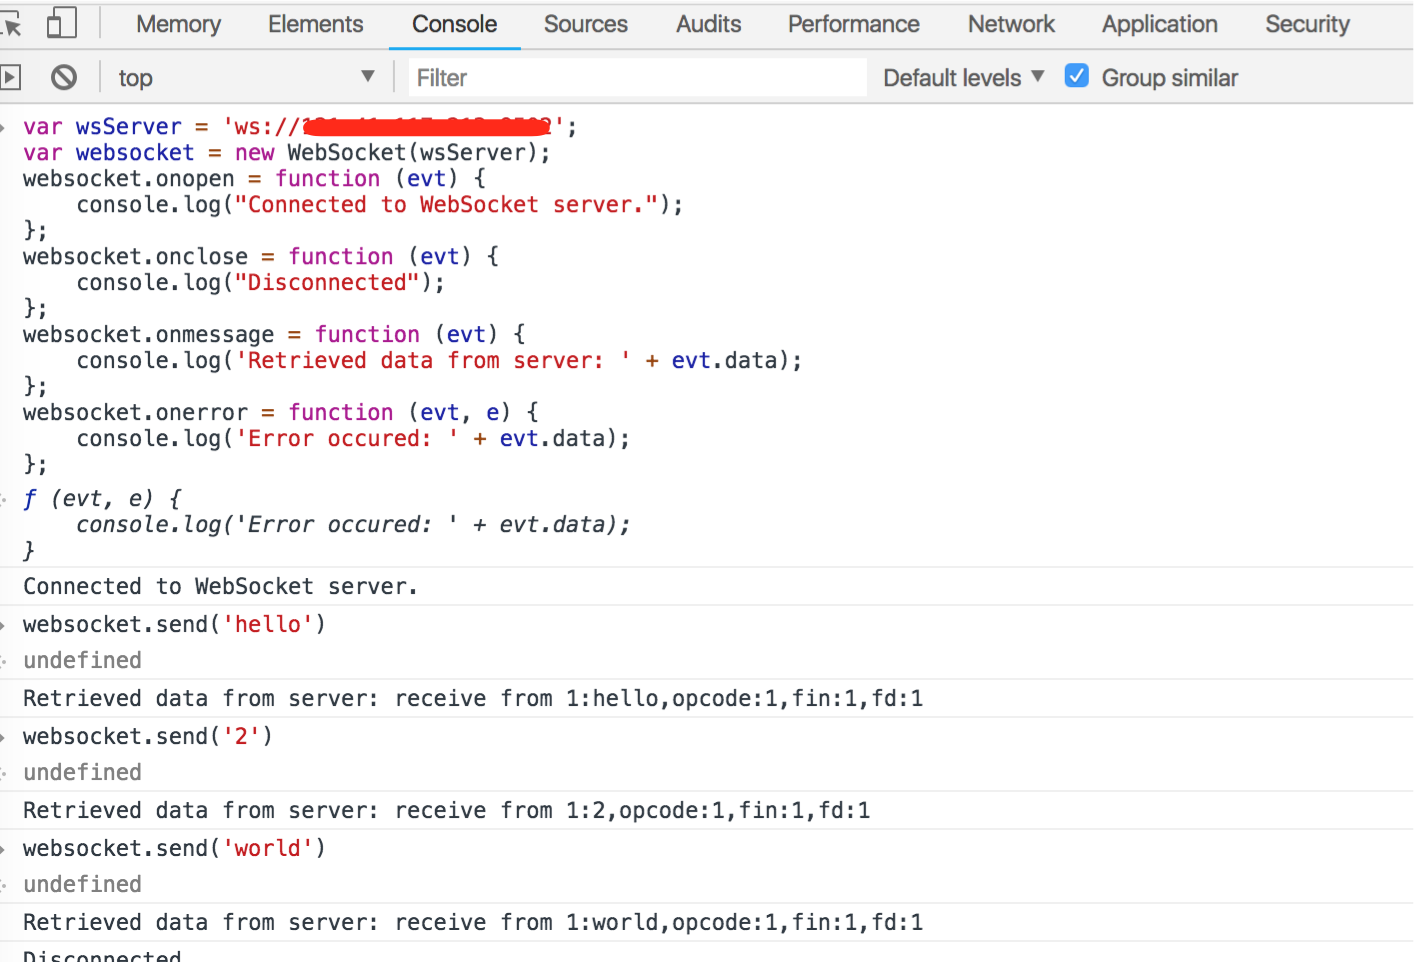 Memory Elements Console Sources Audits Performance Network Application Security
top Filter Default levels Group similar
var wsServer = 'ws://';
var websocket = new WebSocket(wsServer);
websocket.onopen = function (evt) {
    console.log("Connected to WebSocket server.");
};
websocket.onclose = function (evt) {
    console.log("Disconnected");
};
websocket.onmessage = function (evt) {
    console.log('Retrieved data from server: ' + evt.data);
};
websocket.onerror = function (evt, e) {
    console.log('Error occured: ' + evt.data);
};
ƒ (evt, e) {
    console.log('Error occured: ' + evt.data);
}
Connected to WebSocket server.
websocket.send('hello')
undefined
Retrieved data from server: receive from 1:hello,opcode:1,fin:1,fd:1
websocket.send('2')
undefined
Retrieved data from server: receive from 1:2,opcode:1,fin:1,fd:1
websocket.send('world')
undefined
Retrieved data from server: receive from 1:world,opcode:1,fin:1,fd:1
Disconnected